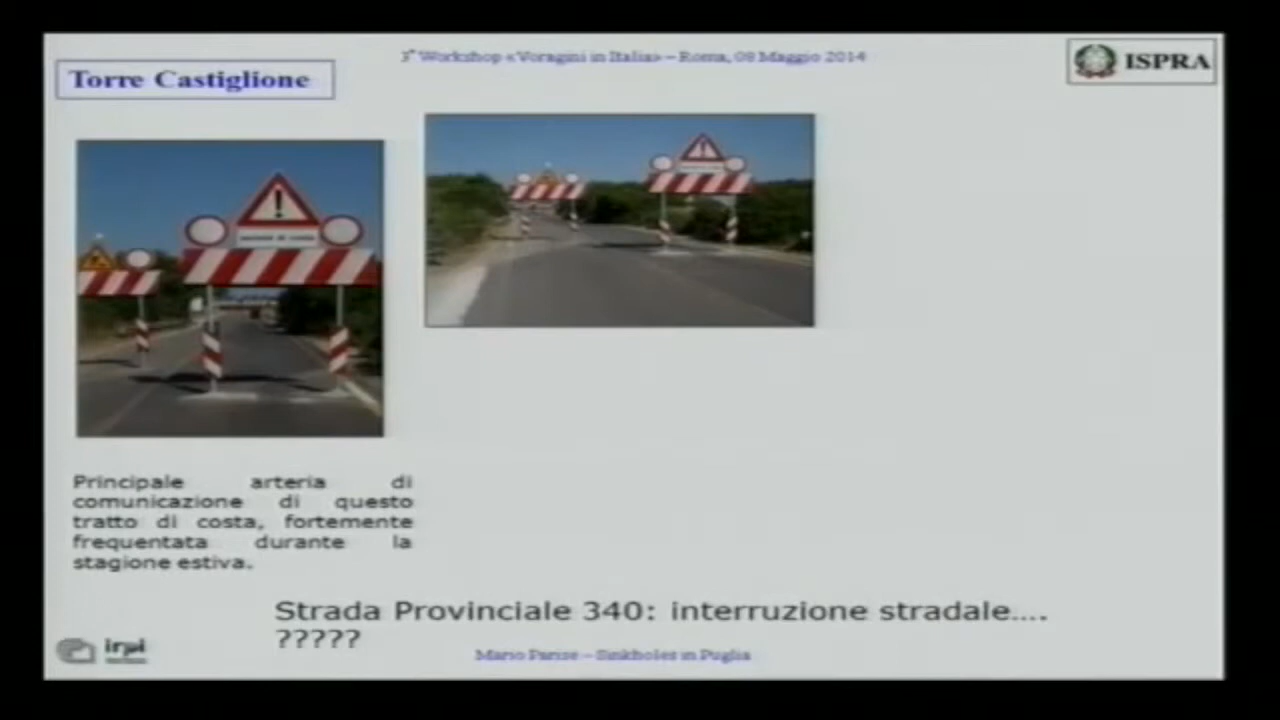 3° Workshop «Voragini in Italia» – Roma, 08 Maggio 2014
ISPRA
Torre Castiglione
Principale arteria di
comunicazione di questo
tratto di costa, fortemente
frequentata durante la
stagione estiva.
Strada Provinciale 340: interruzione stradale....
?????
irpi
Mario Parise – Sinkholes in Puglia